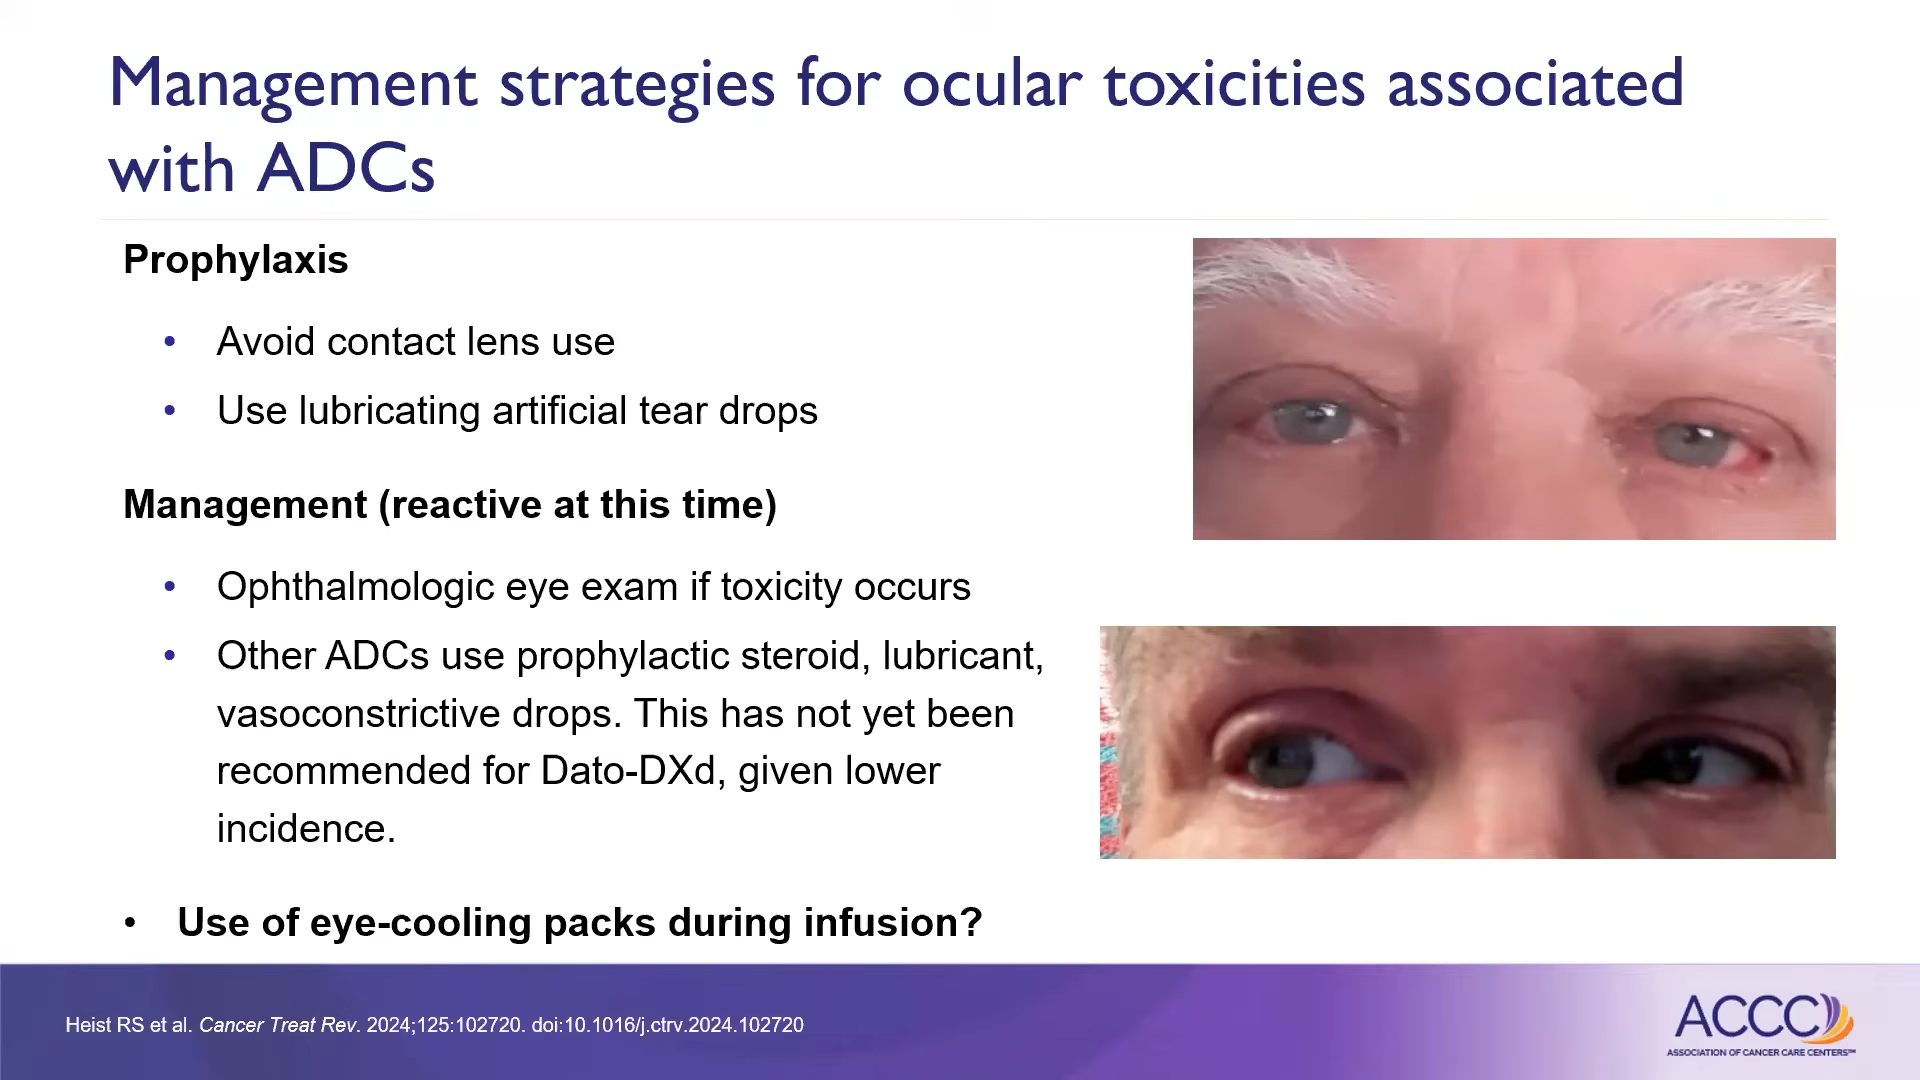 Management strategies for ocular toxicities associated
with ADCs
Prophylaxis
• Avoid contact lens use
• Use lubricating artificial tear drops
Management (reactive at this time)
• Ophthalmologic eye exam if toxicity occurs
• Other ADCs use prophylactic steroid, lubricant,
vasoconstrictive drops. This has not yet been
recommended for Dato-DXd, given lower
incidence.
• Use of eye-cooling packs during infusion?
Heist RS et al. Cancer Treat Rev. 2024;125:102720. doi:10.1016/j.ctrv.2024.102720
ACCC
ASSOCIATION OF CANCER CARE CENTERS™